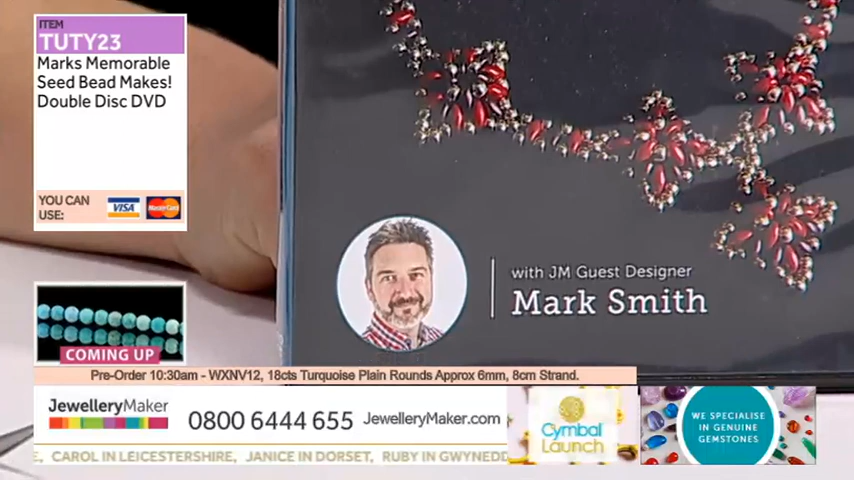 ITEM
TUTY23
Marks Memorable
Seed Bead Makes!
Double Disc DVD
YOU CAN
USE:
VISA
MasterCard
COMING UP
with JM Guest Designer
Mark Smith
Pre-Order 10:30am - WXNV12, 18cts Turquoise Plain Rounds Approx 6mm, 8cm Strand.
JewelleryMaker
0800 6444 655
JewelleryMaker.com
Cymbal
LAUNCH
WE SPECIALISE
IN GENUINE
GEMSTONES
E, CAROL IN LEICESTERSHIRE, JANICE IN DORSET, RUBY IN GWYNEDD